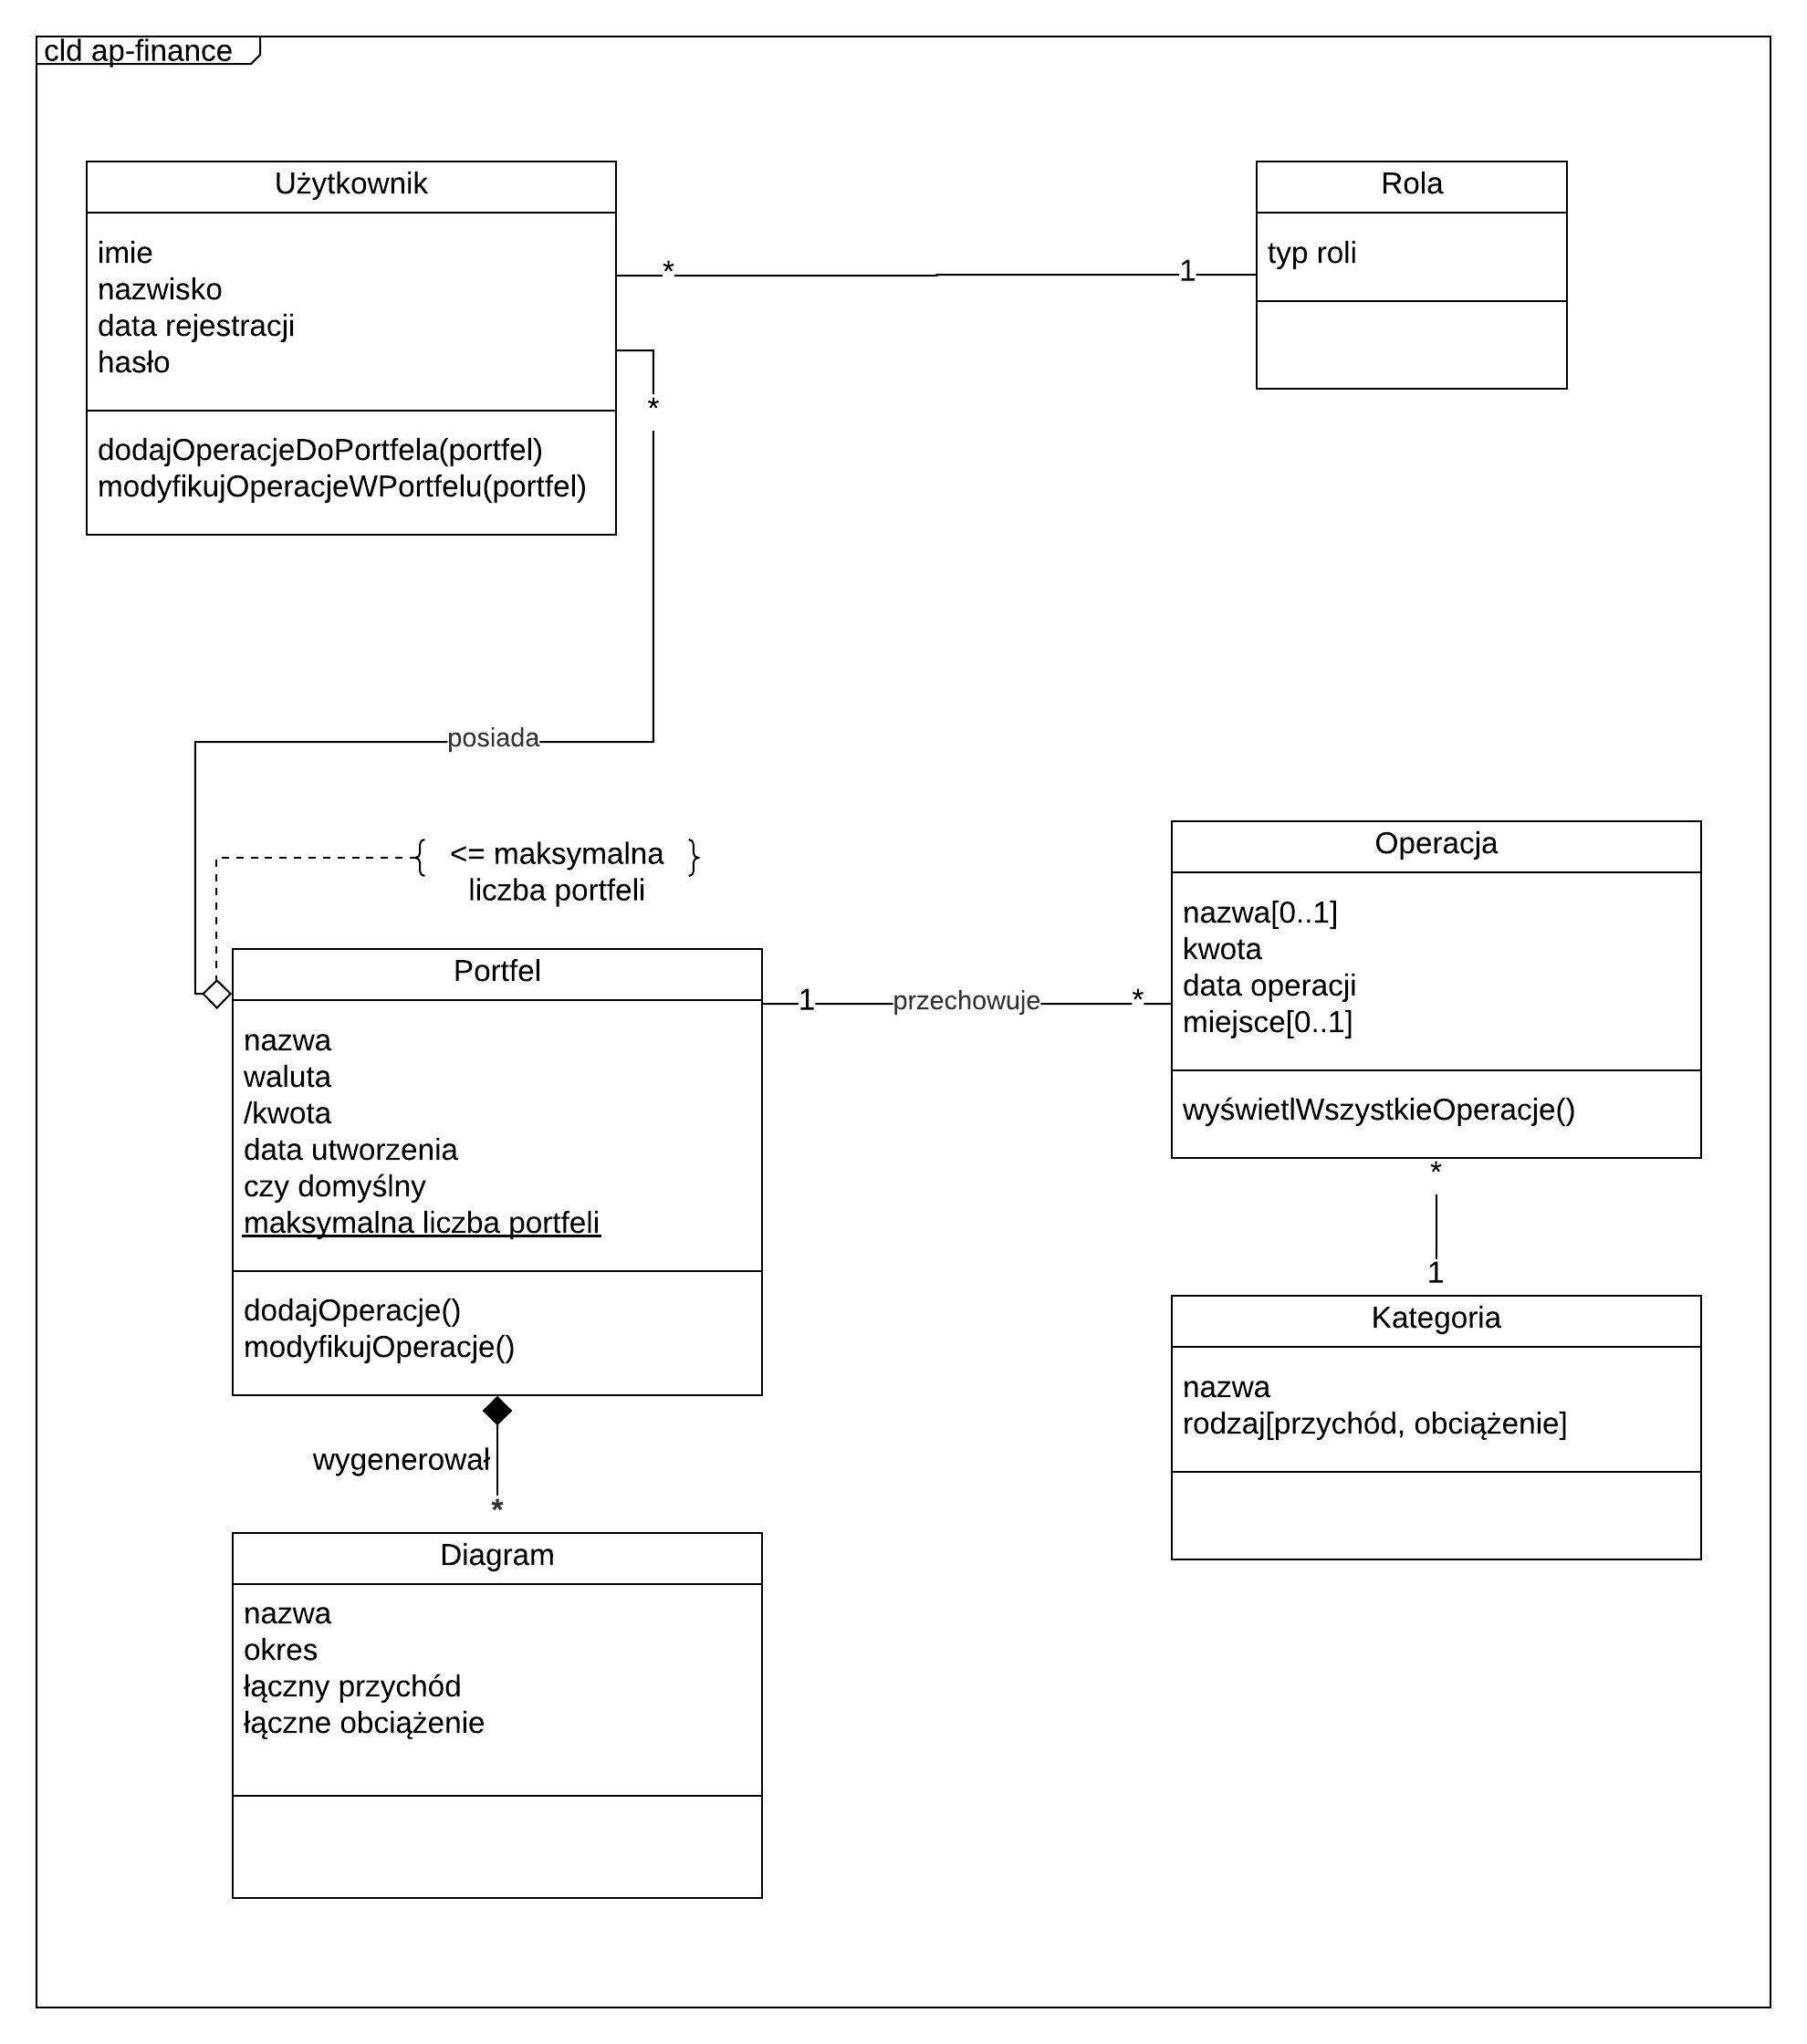 cld ap-finance
Użytkownik
imie
nazwisko
data rejestracji
hasło
dodajOperacjeDoPortfela(portfel)
modyfikujOperacjeWPortfelu(portfel)
*
1
Rola
typ roli
*
posiada
{ <= maksymalna }
liczba portfeli
Portfel
nazwa
waluta
/kwota
data utworzenia
czy domyślny
maksymalna liczba portfeli
dodajOperacje()
modyfikujOperacje()
1
przechowuje
*
Operacja
nazwa[0..1]
kwota
data operacji
miejsce[0..1]
wyświetlWszystkieOperacje()
*
1
Kategoria
nazwa
rodzaj[przychód, obciążenie]
wygenerował
*
Diagram
nazwa
okres
łączny przychód
łączne obciążenie